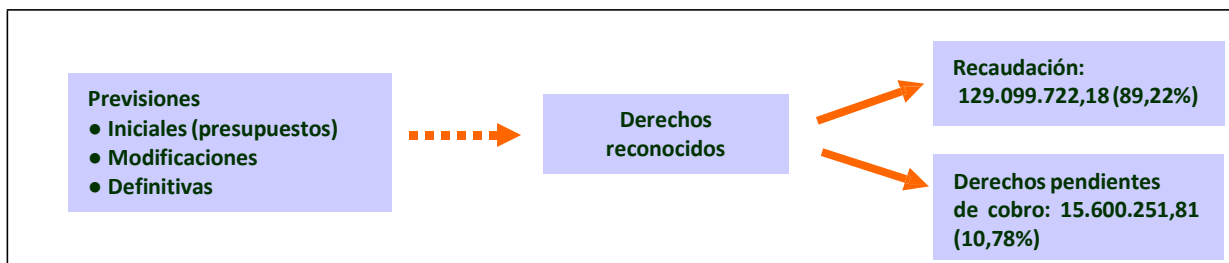 Previsiones
● Iniciales (presupuestos)
● Modificaciones
● Definitivas
Derechos
reconocidos
Recaudación:
129.099.722,18 (89,22%)
Derechos pendientes
de cobro: 15.600.251,81
(10,78%)